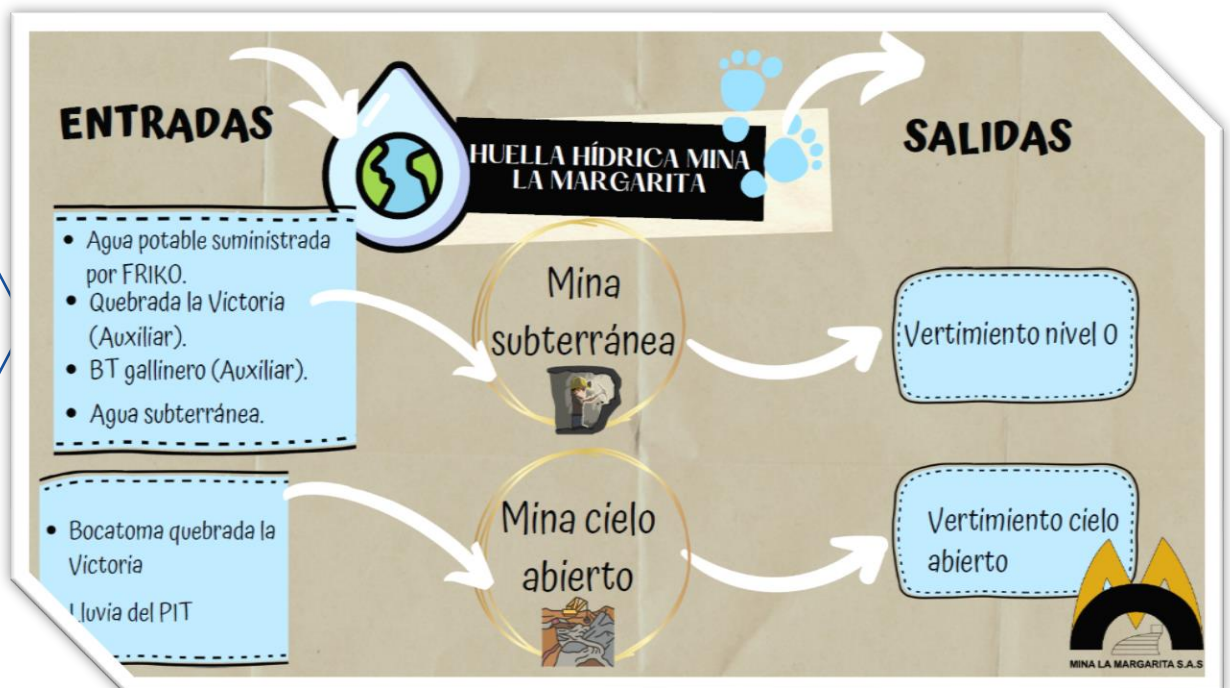 ENTRADAS
HUELLA HÍDRICA MINA
LA MARGARITA
SALIDAS
• Agua potable suministrada
por FRIKO.
• Quebrada la Victoria
(Auxiliar).
• BT gallinero (Auxiliar).
• Agua subterránea.
Mina
subterránea
Vertimiento nivel 0
• Bocatoma quebrada la
Victoria
Lluvia del PIT
Mina cielo
abierto
Vertimiento cielo
abierto
MINA LA MARGARITA S.A.S